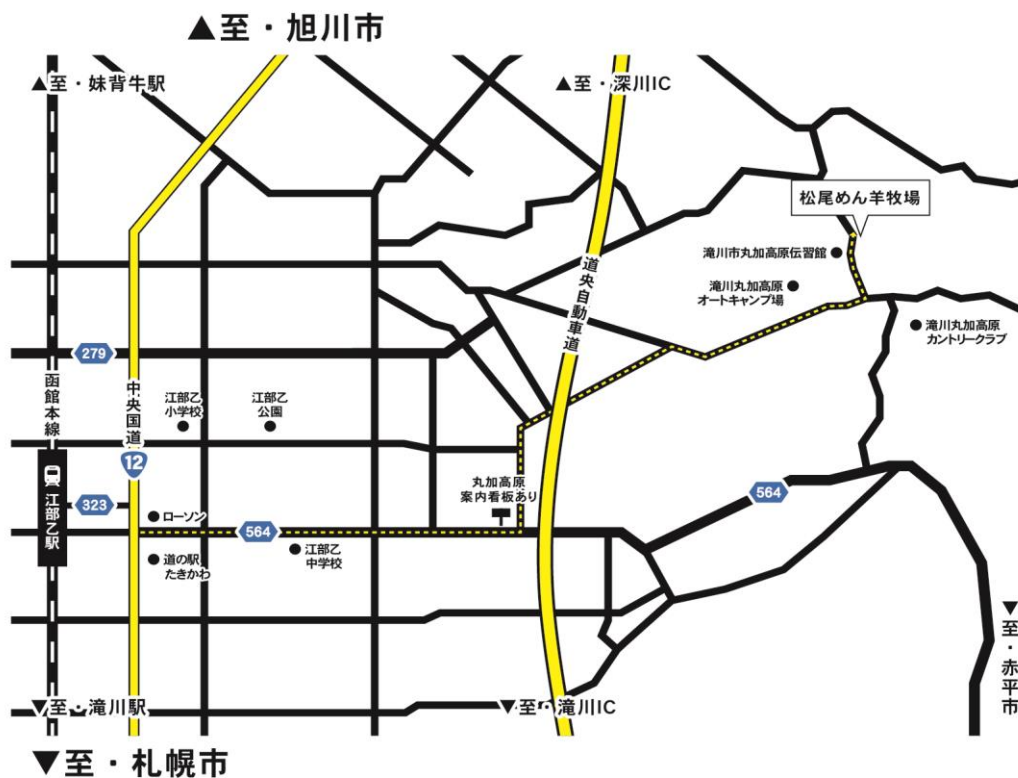 ▲至・旭川市
▲至・妹背牛駅
▲至・深川IC
松尾めん羊牧場
滝川市丸加高原伝習館
滝川丸加高原
オートキャンプ場
滝川丸加高原
カントリークラブ
道央自動車道
279
函館本線
中央国道
江部乙
小学校
江部乙
公園
12
江部乙駅
323
丸加高原
案内看板あり
564
ローソン
564
道の駅
たきかわ
江部乙
中学校
▼至・赤平市
▼至・滝川駅
▼至・滝川IC
▼至・札幌市